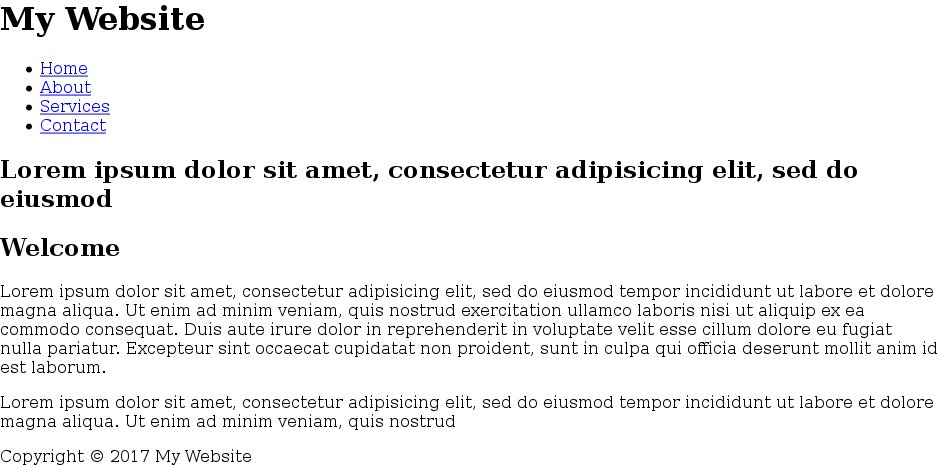 My Website
Home
About
Services
Contact
Lorem ipsum dolor sit amet, consectetur adipisicing elit, sed do
eiusmod
Welcome
Lorem ipsum dolor sit amet, consectetur adipisicing elit, sed do eiusmod tempor incididunt ut labore et dolore
magna aliqua. Ut enim ad minim veniam, quis nostrud exercitation ullamco laboris nisi ut aliquip ex ea
commodo consequat. Duis aute irure dolor in reprehenderit in voluptate velit esse cillum dolore eu fugiat
nulla pariatur. Excepteur sint occaecat cupidatat non proident, sunt in culpa qui officia deserunt mollit anim id
est laborum.
Lorem ipsum dolor sit amet, consectetur adipisicing elit, sed do eiusmod tempor incididunt ut labore et dolore
magna aliqua. Ut enim ad minim veniam, quis nostrud
Copyright © 2017 My Website